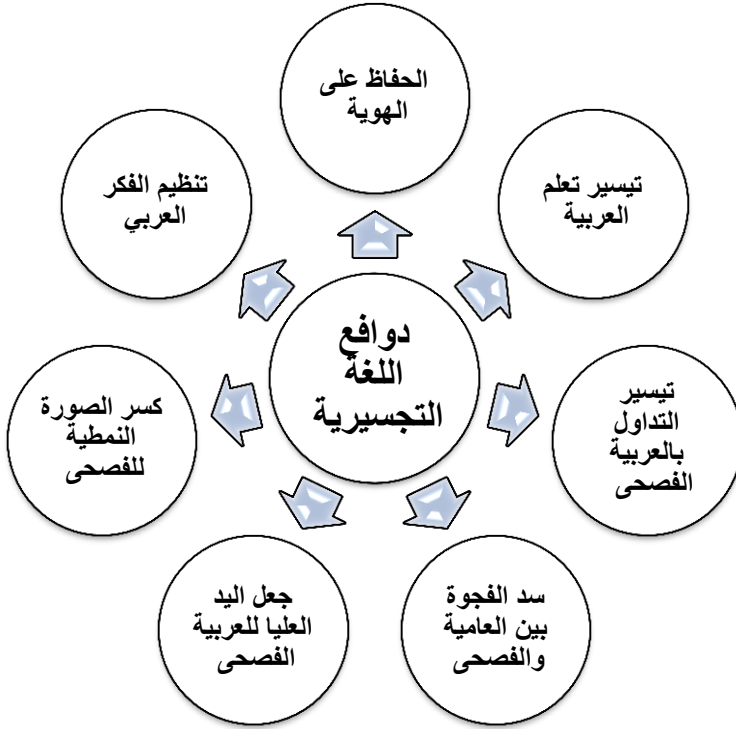 دوافع
اللغة
التجسيرية
الحفاظ على
الهوية
تيسير تعلم
العربية
تيسير
التداول
بالعربية
الفصحى
سد الفجوة
بين العامية
والفصحى
جعل اليد
العليا للعربية
الفصحى
كسر الصورة
النمطية
للفصحى
تنظيم الفكر
العربي